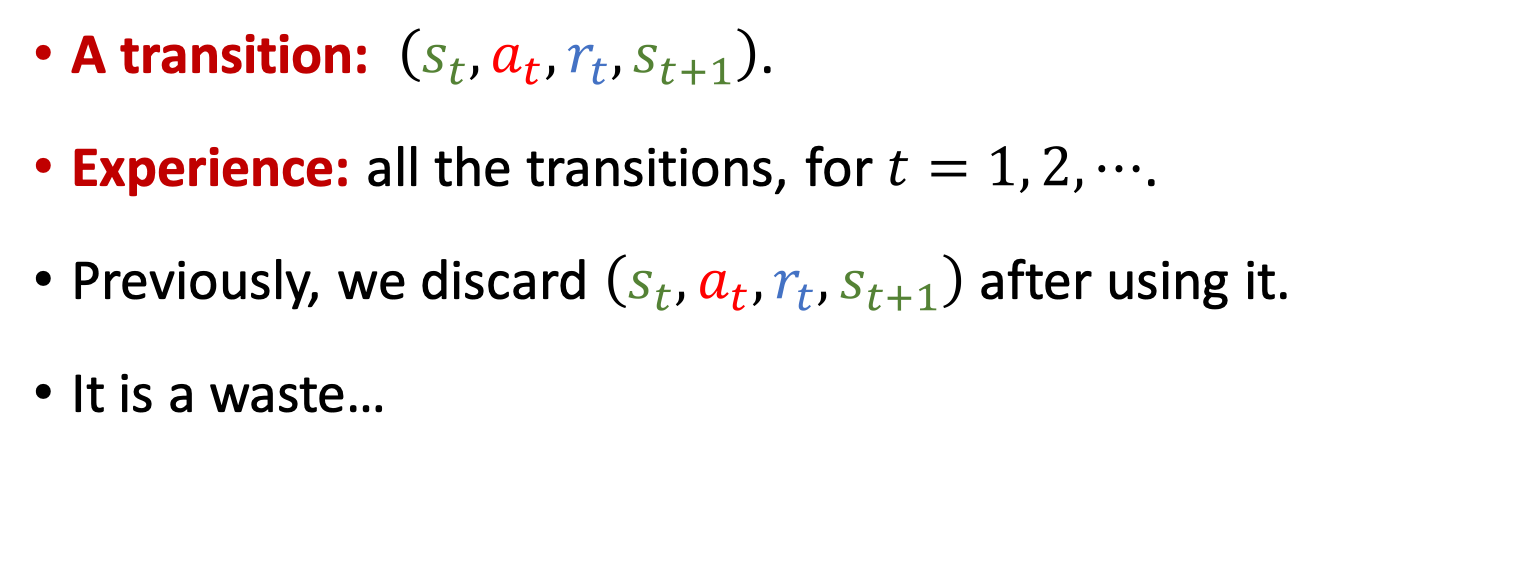 • A transition: (s_t, a_t, r_t, s_{t+1}).
• Experience: all the transitions, for t = 1, 2, ⋯.
• Previously, we discard (s_t, a_t, r_t, s_{t+1}) after using it.
• It is a waste…